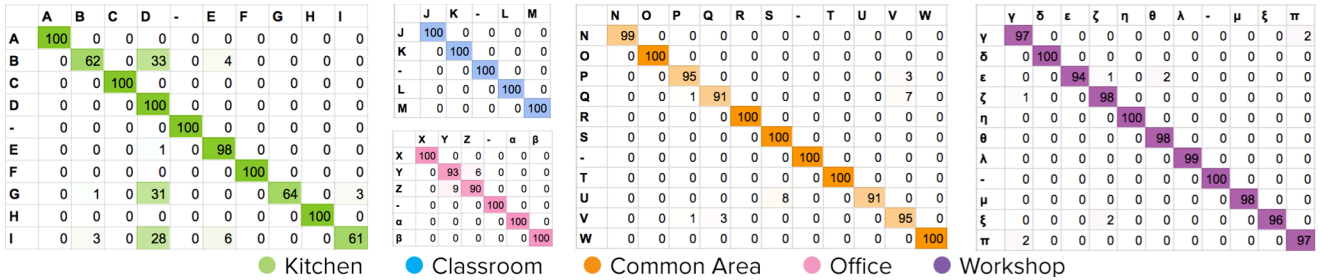 A B C D - E F G H I
A 100 0 0 0 0 0 0 0 0 0
B 0 62 0 33 0 4 0 0 0 0
C 0 0 100 0 0 0 0 0 0 0
D 0 0 0 100 0 0 0 0 0 0
- 0 0 0 0 100 0 0 0 0 0
E 0 0 0 1 0 98 0 0 0 0
F 0 0 0 0 0 0 100 0 0 0
G 0 1 0 31 0 0 0 64 0 3
H 0 0 0 0 0 0 0 0 100 0
I 0 3 0 28 0 6 0 0 0 61
J K - L M
J 100 0 0 0 0
K 0 100 0 0 0
- 0 0 100 0 0
L 0 0 0 100 0
M 0 0 0 0 100
X Y Z - α β
X 100 0 0 0 0 0
Y 0 93 6 0 0 0
Z 0 9 90 0 0 0
- 0 0 0 100 0 0
α 0 0 0 0 100 0
β 0 0 0 0 0 100
N O P Q R S - T U V W
N 99 0 0 0 0 0 0 0 0 0 0
O 0 100 0 0 0 0 0 0 0 0 0
P 0 0 95 0 0 0 0 0 0 3 0
Q 0 0 1 91 0 0 0 0 0 7 0
R 0 0 0 0 100 0 0 0 0 0 0
S 0 0 0 0 0 100 0 0 0 0 0
- 0 0 0 0 0 0 100 0 0 0 0
T 0 0 0 0 0 0 0 100 0 0 0
U 0 0 0 0 0 8 0 0 91 0 0
V 0 0 1 3 0 0 0 0 0 95 0
W 0 0 0 0 0 0 0 0 0 0 100
γ δ ε ζ η θ λ - μ ξ π
γ 97 0 0 0 0 0 0 0 0 0 2
δ 0 100 0 0 0 0 0 0 0 0 0
ε 0 0 94 1 0 2 0 0 0 0 0
ζ 1 0 0 98 0 0 0 0 0 0 0
η 0 0 0 0 100 0 0 0 0 0 0
θ 0 0 0 0 0 98 0 0 0 0 0
λ 0 0 0 0 0 0 99 0 0 0 0
- 0 0 0 0 0 0 0 100 0 0 0
μ 0 0 0 0 0 0 0 0 98 0 0
ξ 0 0 0 2 0 0 0 0 0 96 0
π 2 0 0 0 0 0 0 0 0 0 97
Kitchen Classroom Common Area Office Workshop